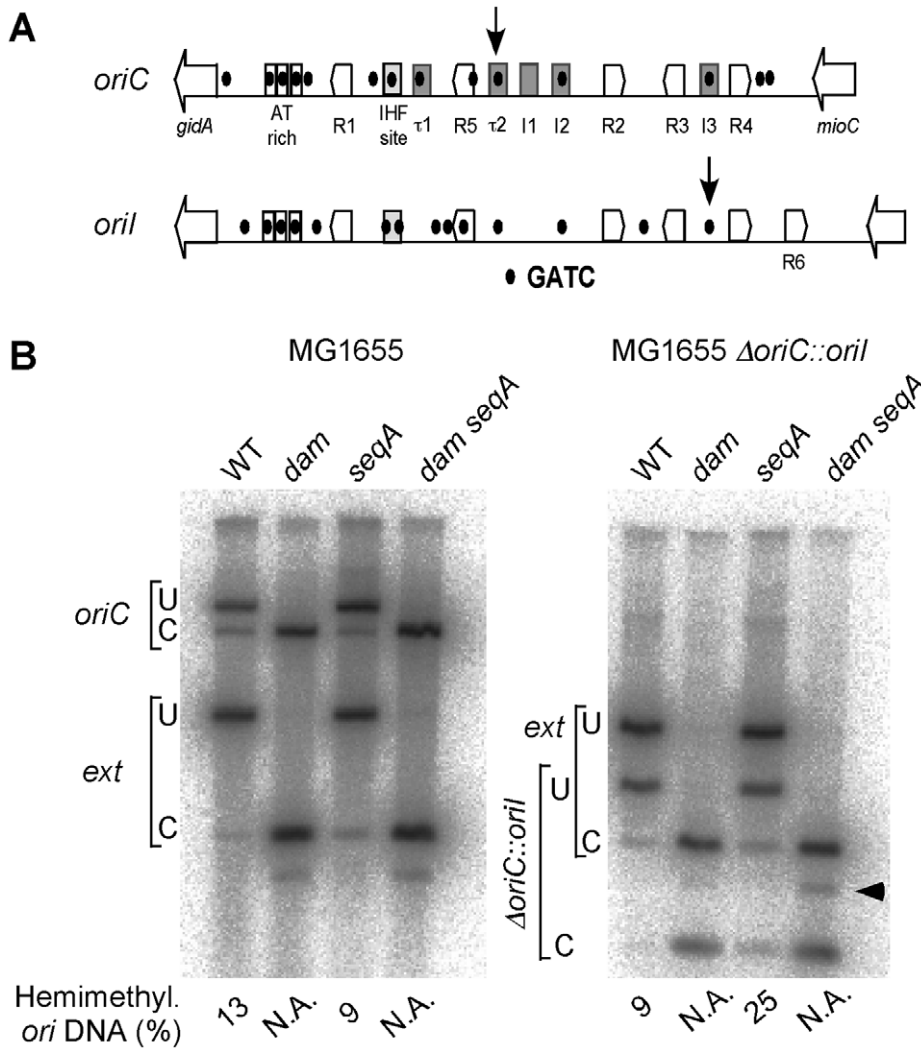 A
oriC
gidA
AT rich
R1
IHF site
τ1
R5
τ2
I1
I2
R2
R3
I3
R4
mioC
oriI
R6
GATC
B
MG1655
MG1655 ΔoriC::oriI
WT
dam
seqA
dam seqA
WT
dam
seqA
dam seqA
oriC
U
C
ext
U
C
ext
U
C
ΔoriC::oriI
U
C
Hemimethyl.
ori DNA (%)
13
N.A.
9
N.A.
9
N.A.
25
N.A.